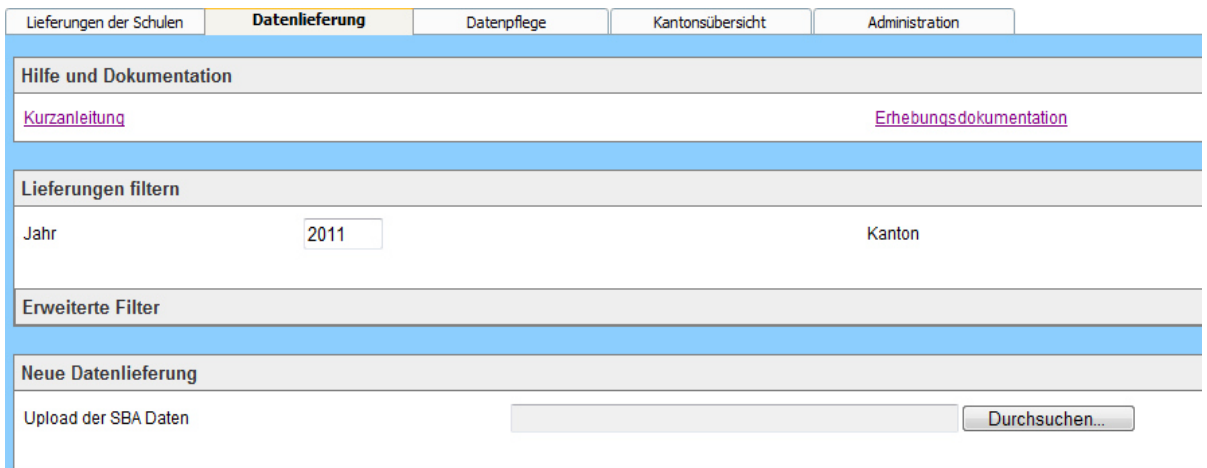 Lieferungen der Schulen Datenlieferung Datenpflege Kantonsübersicht Administration
Hilfe und Dokumentation
Kurzanleitung Erhebungsdokumentation
Lieferungen filtern
Jahr 2011 Kanton
Erweiterte Filter
Neue Datenlieferung
Upload der SBA Daten Durchsuchen...